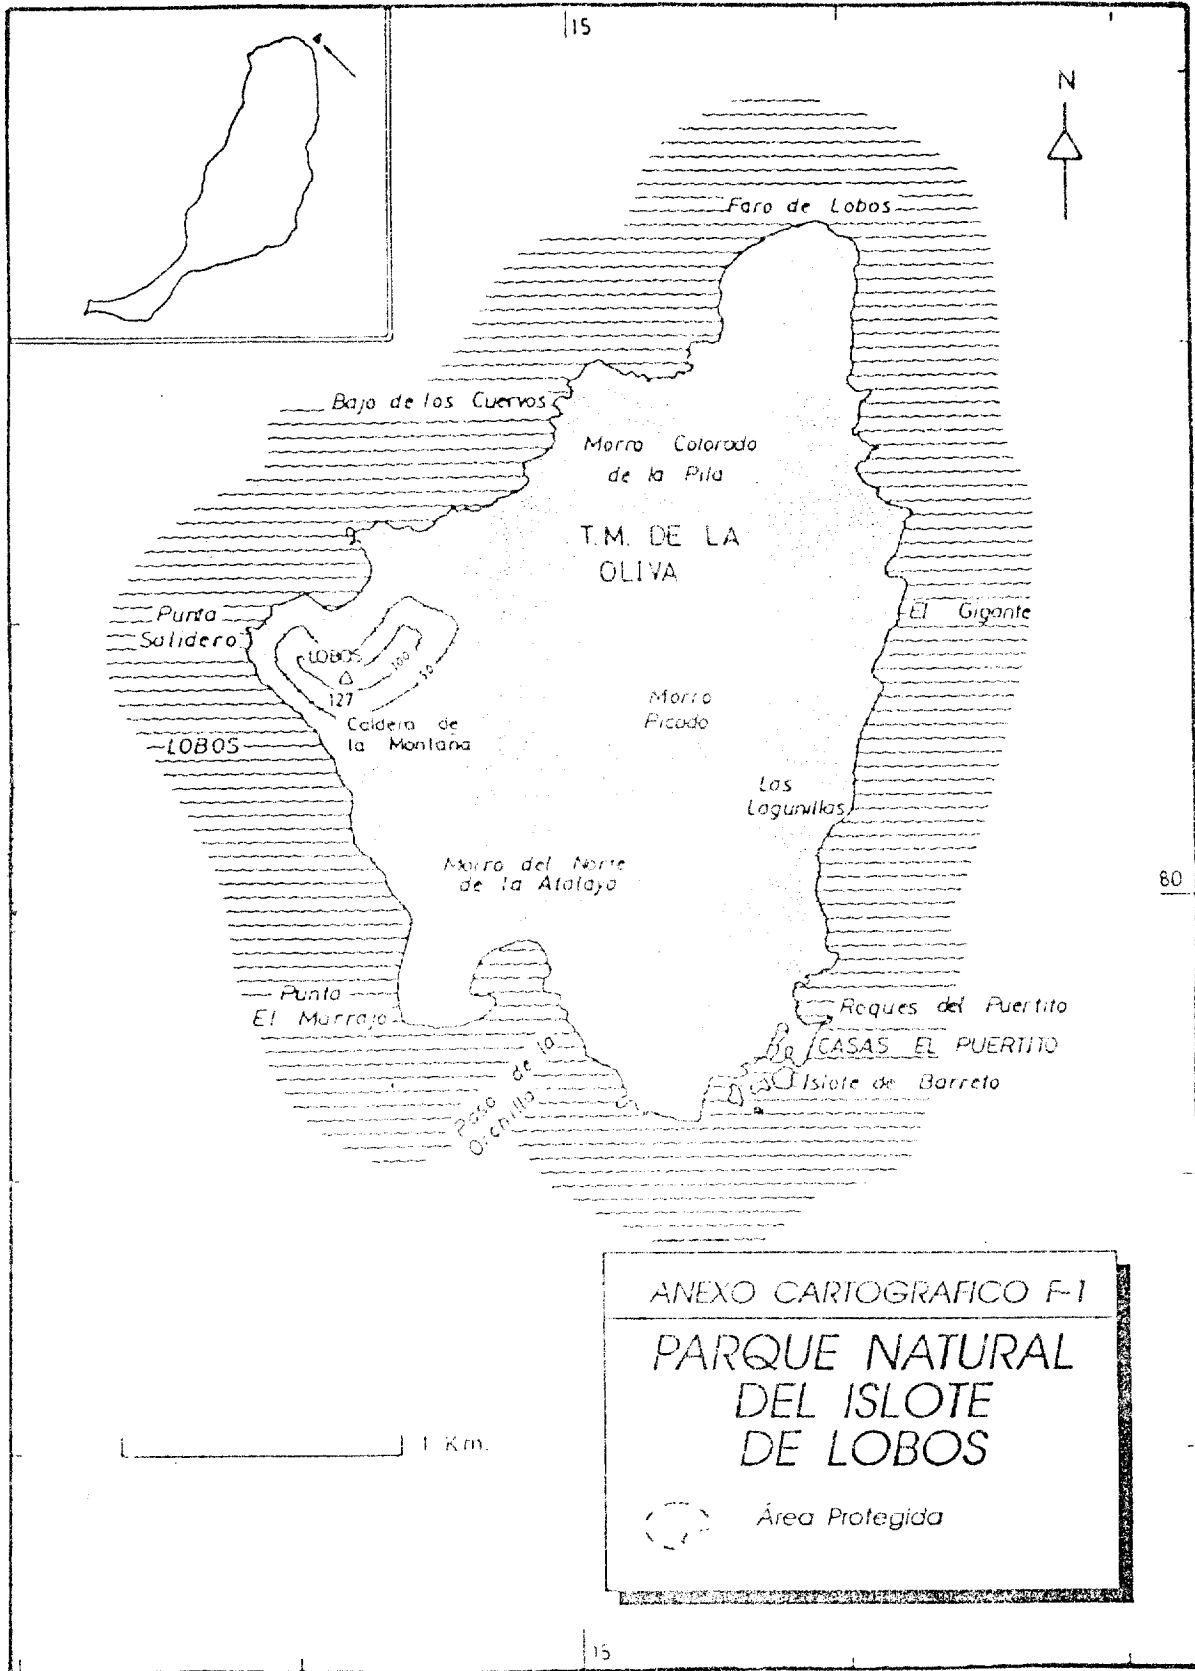 15
N
Faro de Lobos
Bajo de los Cuervos
Morro Colorado
de la Pila
T.M. DE LA
OLIVA
Punta
Salidero
El Gigante
LOBOS
100
50
127
Morro
Picado
Caldera de
la Montaña
LOBOS
Las
Lagunillas
Morro del Norte
de la Atalaya
80
Punta
El Marrajo
Roques del Puertito
CASAS EL PUERTITO
Islote de Barreto
Paso de la
Orchilla
ANEXO CARTOGRAFICO F-1
PARQUE NATURAL
DEL ISLOTE
DE LOBOS
1 Km.
Área Protegida
15